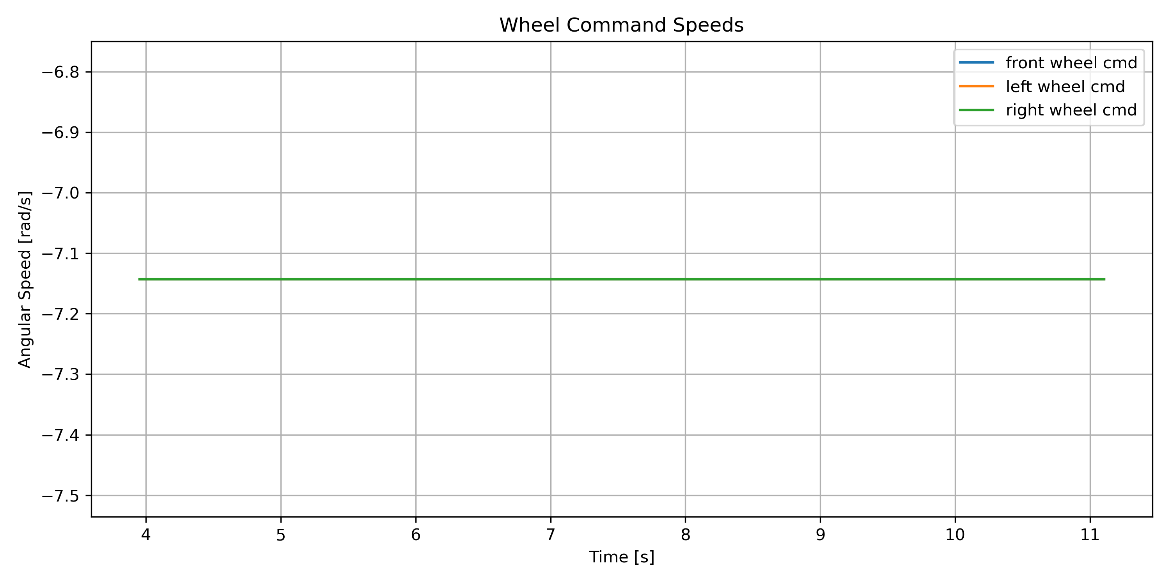 Wheel Command Speeds
front wheel cmd
left wheel cmd
right wheel cmd
Angular Speed [rad/s]
−6.8
−6.9
−7.0
−7.1
−7.2
−7.3
−7.4
−7.5
4 5 6 7 8 9 10 11
Time [s]